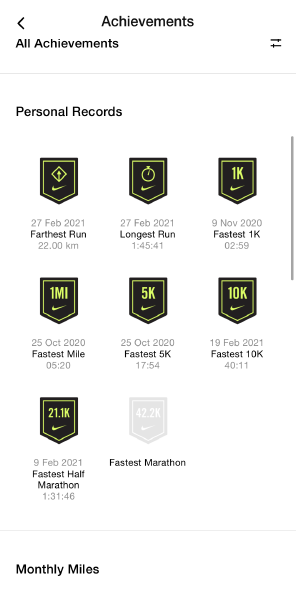 Achievements
All Achievements
Personal Records
1K
27 Feb 2021
Farthest Run
22.00 km
27 Feb 2021
Longest Run
1:45:41
9 Nov 2020
Fastest 1K
02:59
1MI
5K
10K
25 Oct 2020
Fastest Mile
05:20
25 Oct 2020
Fastest 5K
17:54
19 Feb 2021
Fastest 10K
40:11
21.1K
42.2K
9 Feb 2021
Fastest Half
Marathon
1:31:46
Fastest Marathon
Monthly Miles